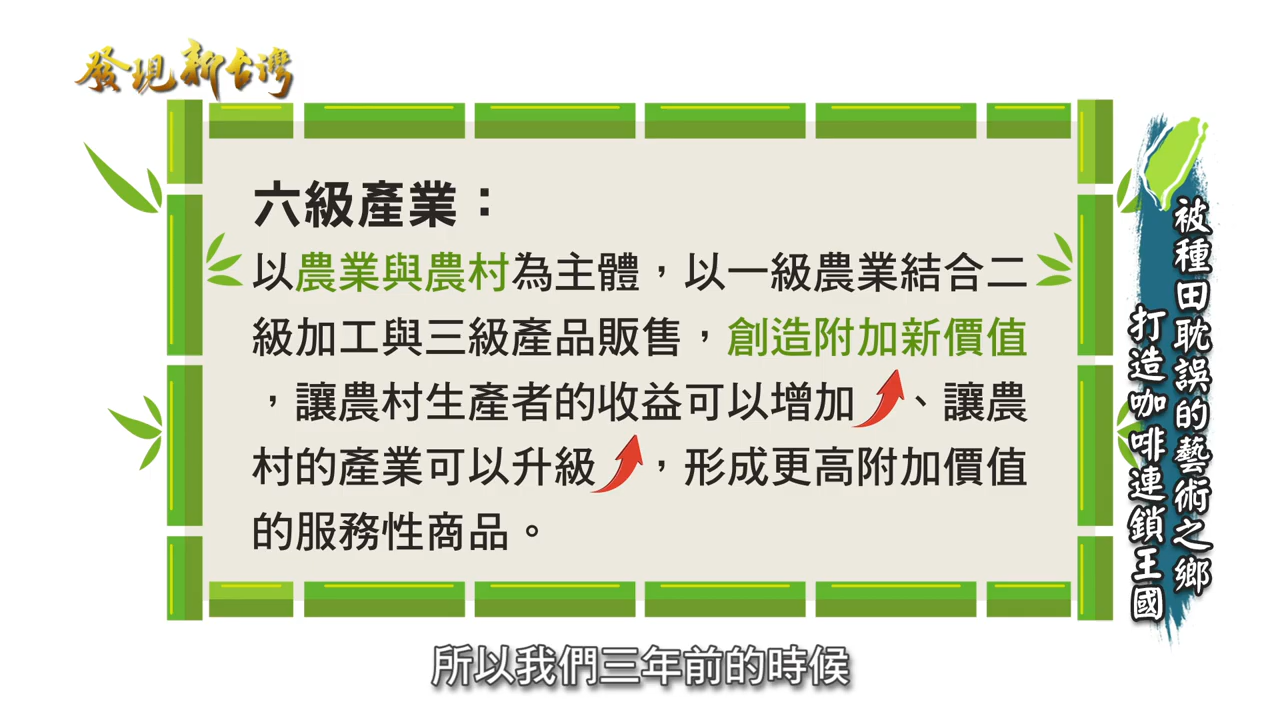 發現新台灣
六級產業：
以農業與農村為主體，以一級農業結合二
級加工與三級產品販售，創造附加新價值
，讓農村生產者的收益可以增加、讓農
村的產業可以升級，形成更高附加價值
的服務性商品。
被種田耽誤的藝術之鄉
打造咖啡連鎖王國
所以我們三年前的時候